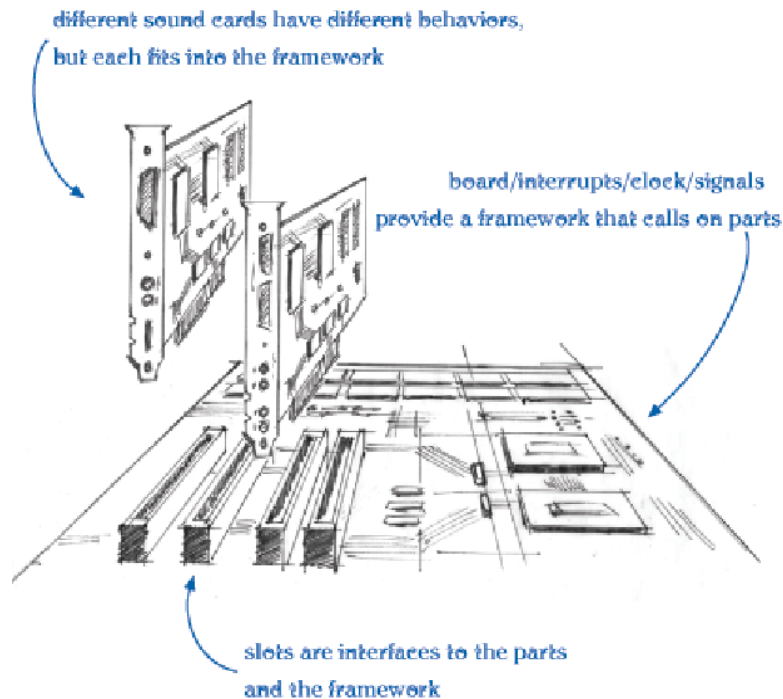 different sound cards have different behaviors,
but each fits into the framework
board/interrupts/clock/signals
provide a framework that calls on parts
slots are interfaces to the parts
and the framework